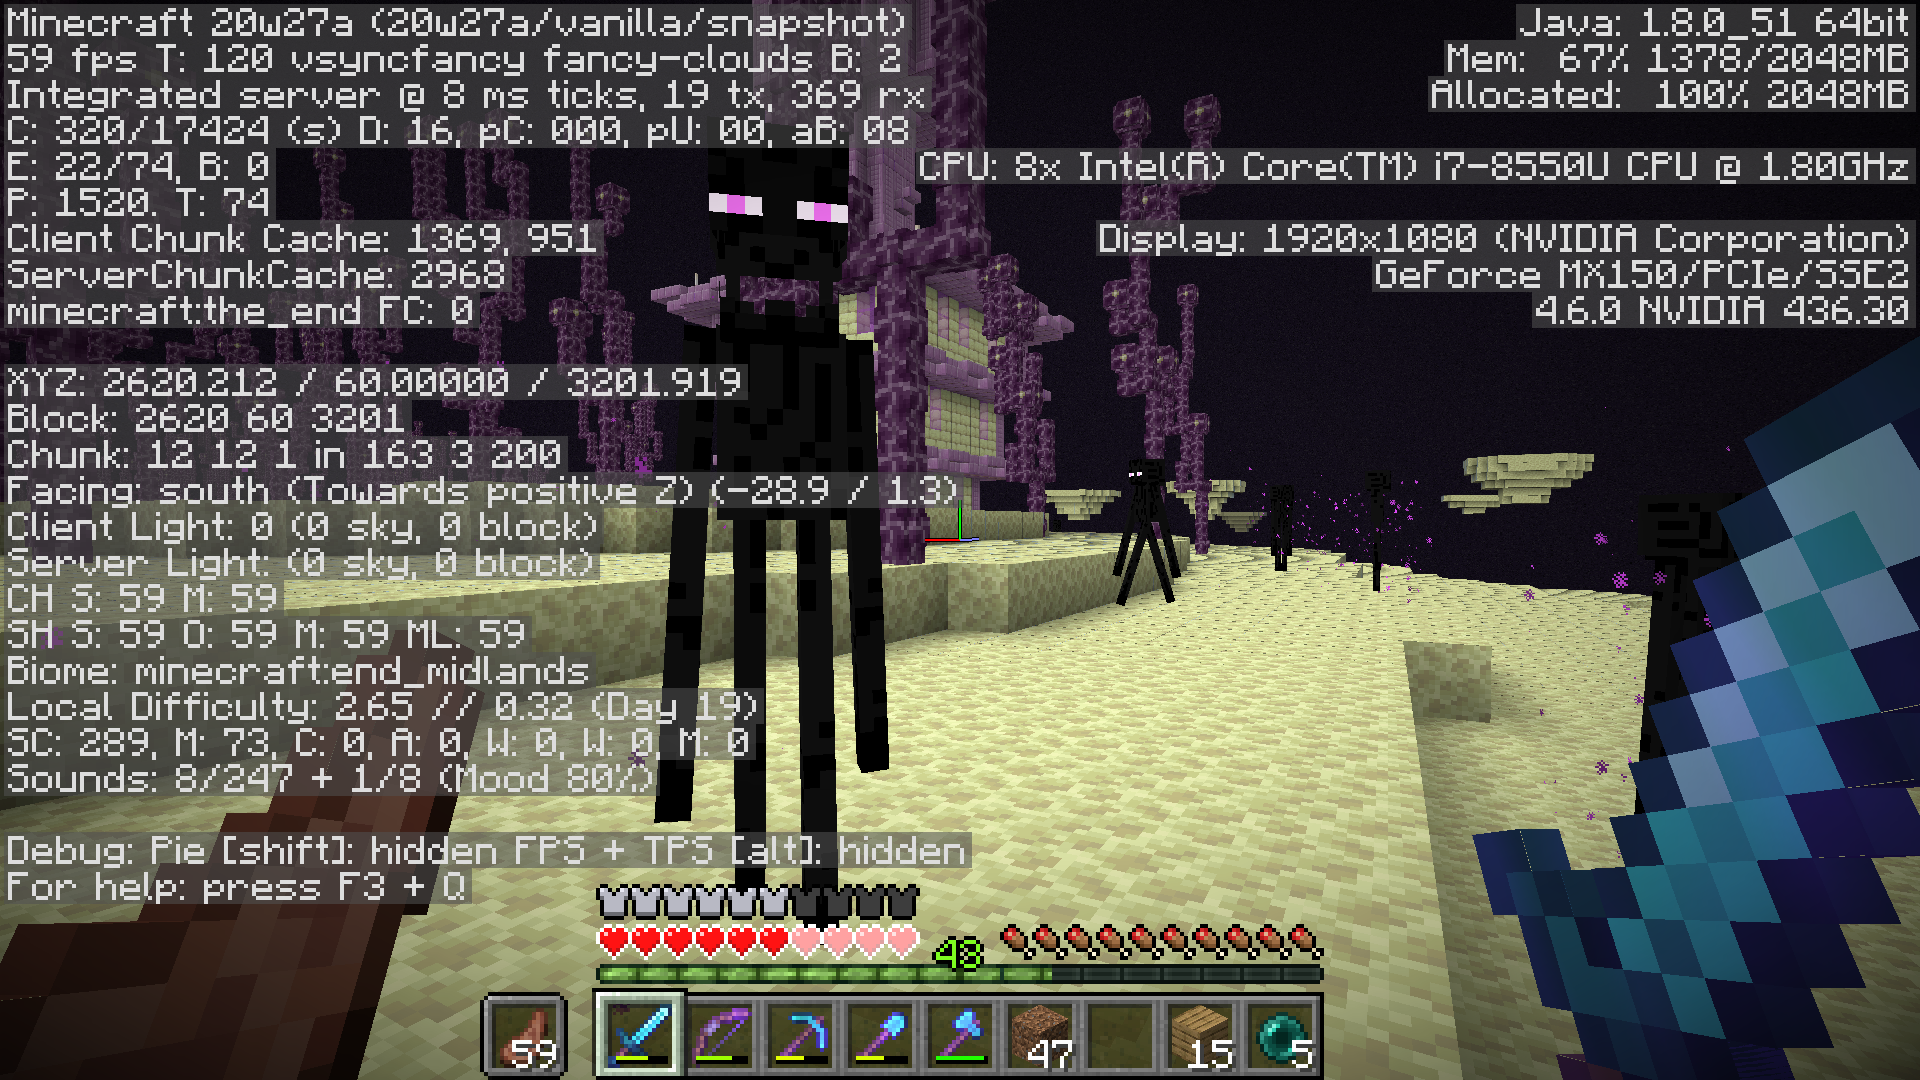 Minecraft 20w27a (20w27a/vanilla/snapshot)
59 fps T: 120 vsyncfancy fancy-clouds B: 2
Integrated server @ 8 ms ticks, 19 tx, 369 rx
C: 320/17424 (s) D: 16, pC: 000, pU: 00, aB: 08
E: 22/74, B: 0
P: 1520. T: 74
Client Chunk Cache: 1369, 951
ServerChunkCache: 2968
minecraft:the_end FC: 0
XYZ: 2620.212 / 60.00000 / 3201.919
Block: 2620 60 3201
Chunk: 12 12 1 in 163 3 200
Facing: south (Towards positive Z) (-28.9 / 1.3)
Client Light: 0 (0 sky, 0 block)
Server Light: (0 sky, 0 block)
CH S: 59 M: 59
SH S: 59 O: 59 M: 59 ML: 59
Biome: minecraft:end_midlands
Local Difficulty: 2.65 // 0.32 (Day 19)
SC: 289, M: 73, C: 0, A: 0, W: 0, W: 0, M: 0
Sounds: 8/247 + 1/8 (Mood 80%)
Debug: Pie [shift]: hidden FPS + TPS [alt]: hidden
For help: press F3 + Q
Java: 1.8.0_51 64bit
Mem: 67% 1378/2048MB
Allocated: 100% 2048MB
CPU: 8x Intel(R) Core(TM) i7-8550U CPU @ 1.80GHz
Display: 1920x1080 (NVIDIA Corporation)
GeForce MX150/PCIe/SSE2
4.6.0 NVIDIA 436.30
48
59 47 15 5